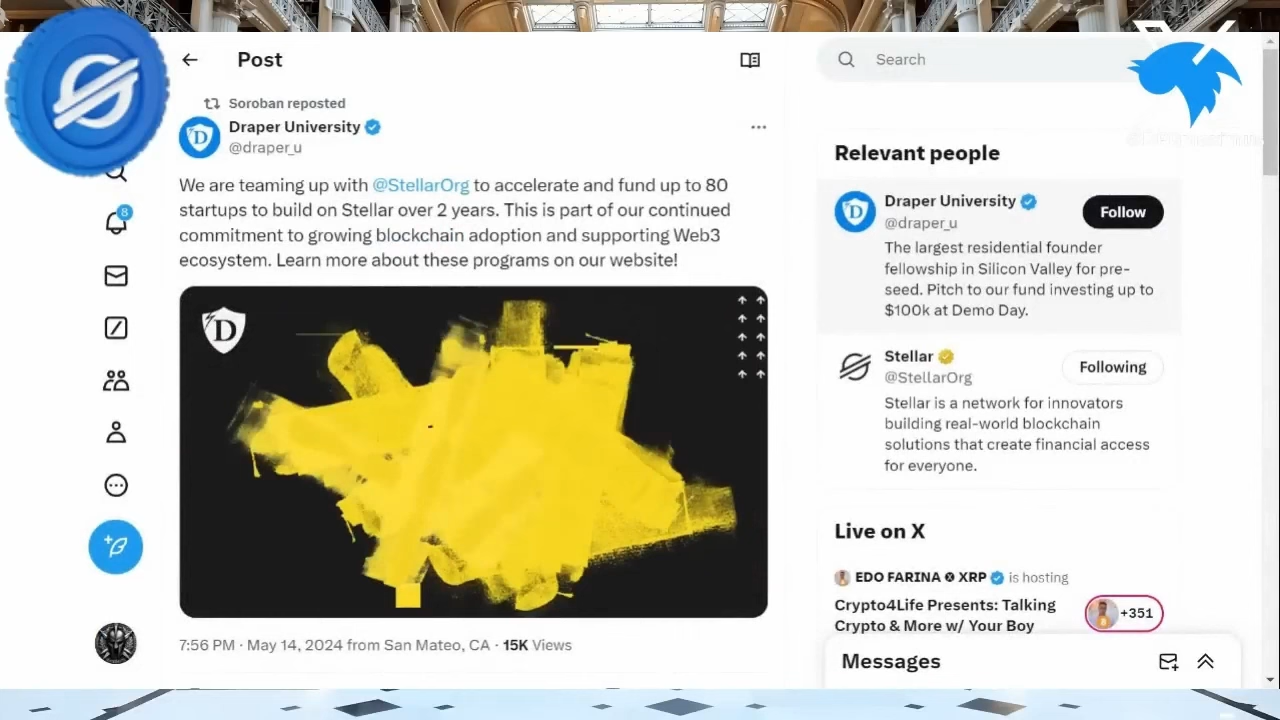 Post
Search
Soroban reposted
Draper University
@draper_u
We are teaming up with @StellarOrg to accelerate and fund up to 80
startups to build on Stellar over 2 years. This is part of our continued
commitment to growing blockchain adoption and supporting Web3
ecosystem. Learn more about these programs on our website!
D
7:56 PM · May 14, 2024 from San Mateo, CA · 15K Views
8
Relevant people
Draper University
@draper_u
Follow
The largest residential founder
fellowship in Silicon Valley for pre-
seed. Pitch to our fund investing up to
$100k at Demo Day.
Stellar
@StellarOrg
Following
Stellar is a network for innovators
building real-world blockchain
solutions that create financial access
for everyone.
Live on X
EDO FARINA XRP is hosting
Crypto4Life Presents: Talking
Crypto & More w/ Your Boy
+351
Messages